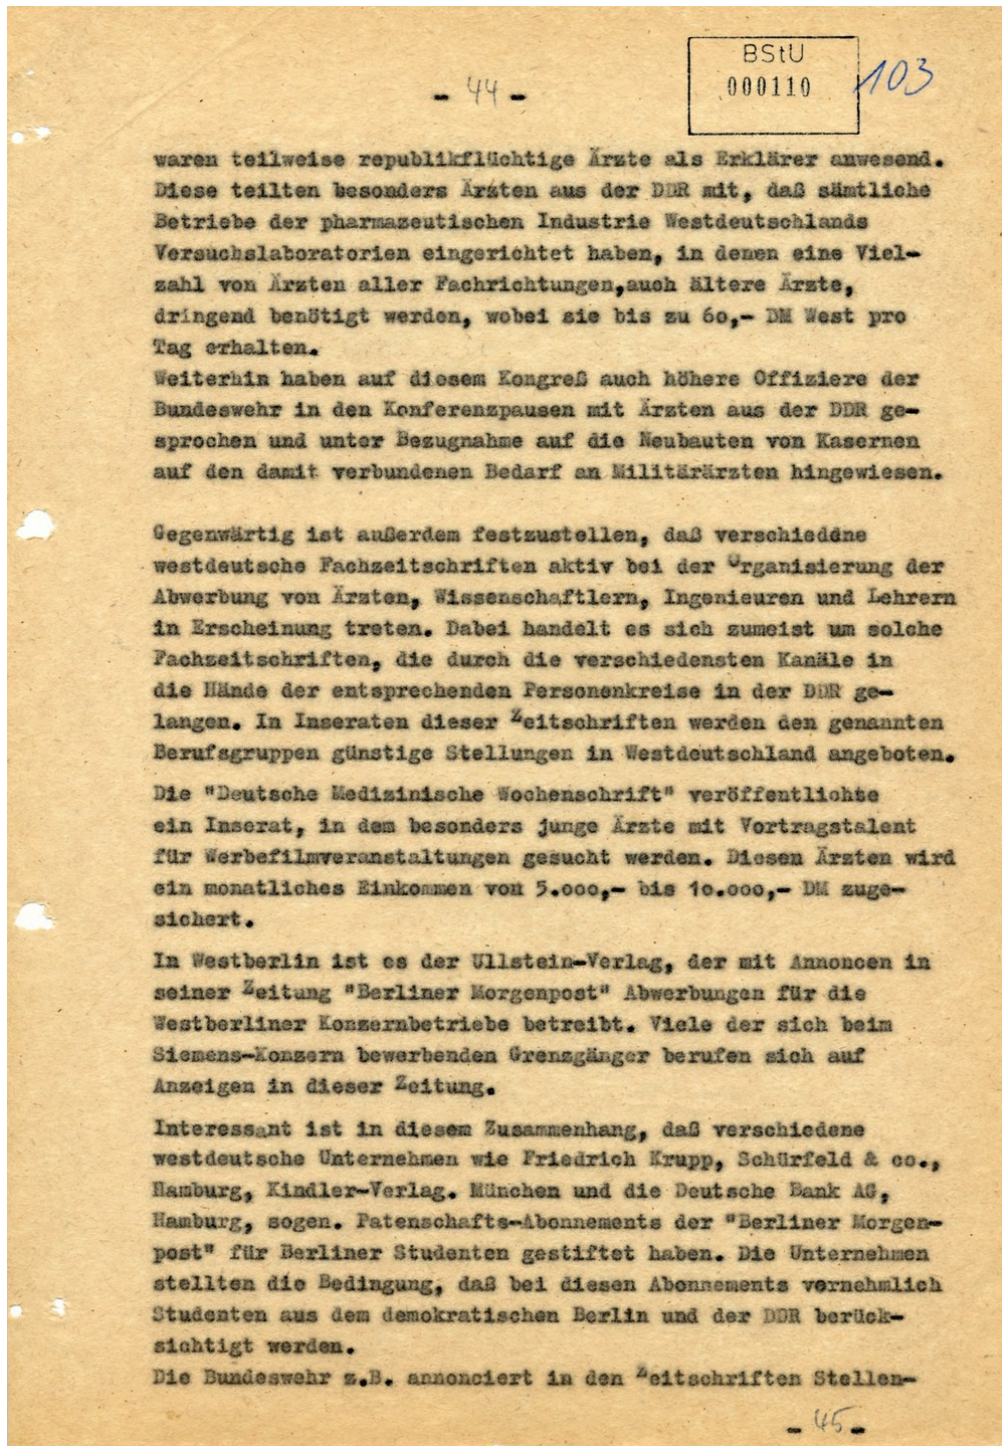 BStU
000110
103
- 44 -
waren teilweise republikflüchtige Ärzte als Erklärer anwesend.
Diese teilten besonders Ärzten aus der DDR mit, daß sämtliche
Betriebe der pharmazeutischen Industrie Westdeutschlands
Versuchslaboratorien eingerichtet haben, in denen eine Viel-
zahl von Ärzten aller Fachrichtungen,auch ältere Ärzte,
dringend benötigt werden, wobei sie bis zu 60,- DM West pro
Tag erhalten.
Weiterhin haben auf diesem Kongreß auch höhere Offiziere der
Bundeswehr in den Konferenzpausen mit Ärzten aus der DDR ge-
sprochen und unter Bezugnahme auf die Neubauten von Kasernen
auf den damit verbundenen Bedarf an Militärärzten hingewiesen.
Gegenwärtig ist außerdem festzustellen, daß verschiedene
westdeutsche Fachzeitschriften aktiv bei der Organisierung der
Abwerbung von Ärzten, Wissenschaftlern, Ingenieuren und Lehrern
in Erscheinung treten. Dabei handelt es sich zumeist um solche
Fachzeitschriften, die durch die verschiedensten Kanäle in
die Hände der entsprechenden Personenkreise in der DDR ge-
langen. In Inseraten dieser Zeitschriften werden den genannten
Berufsgruppen günstige Stellungen in Westdeutschland angeboten.
Die "Deutsche Medizinische Wochenschrift" veröffentlichte
ein Inserat, in dem besonders junge Ärzte mit Vortragstalent
für Werbefilmveranstaltungen gesucht werden. Diesen Ärzten wird
ein monatliches Einkommen von 5.000,- bis 10.000,- DM zuge-
sichert.
In Westberlin ist es der Ullstein-Verlag, der mit Annoncen in
seiner Zeitung "Berliner Morgenpost" Abwerbungen für die
Westberliner Konzernbetriebe betreibt. Viele der sich beim
Siemens-Konzern bewerbenden Grenzgänger berufen sich auf
Anzeigen in dieser Zeitung.
Interessant ist in diesem Zusammenhang, daß verschiedene
westdeutsche Unternehmen wie Friedrich Krupp, Schürfeld & co.,
Hamburg, Kindler-Verlag. München und die Deutsche Bank AG,
Hamburg, sogen. Patenschafts-Abonnements der "Berliner Morgen-
post" für Berliner Studenten gestiftet haben. Die Unternehmen
stellten die Bedingung, daß bei diesen Abonnements vornehmlich
Studenten aus dem demokratischen Berlin und der DDR berück-
sichtigt werden.
Die Bundeswehr z.B. annonciert in den Zeitschriften Stellen-
- 45 -